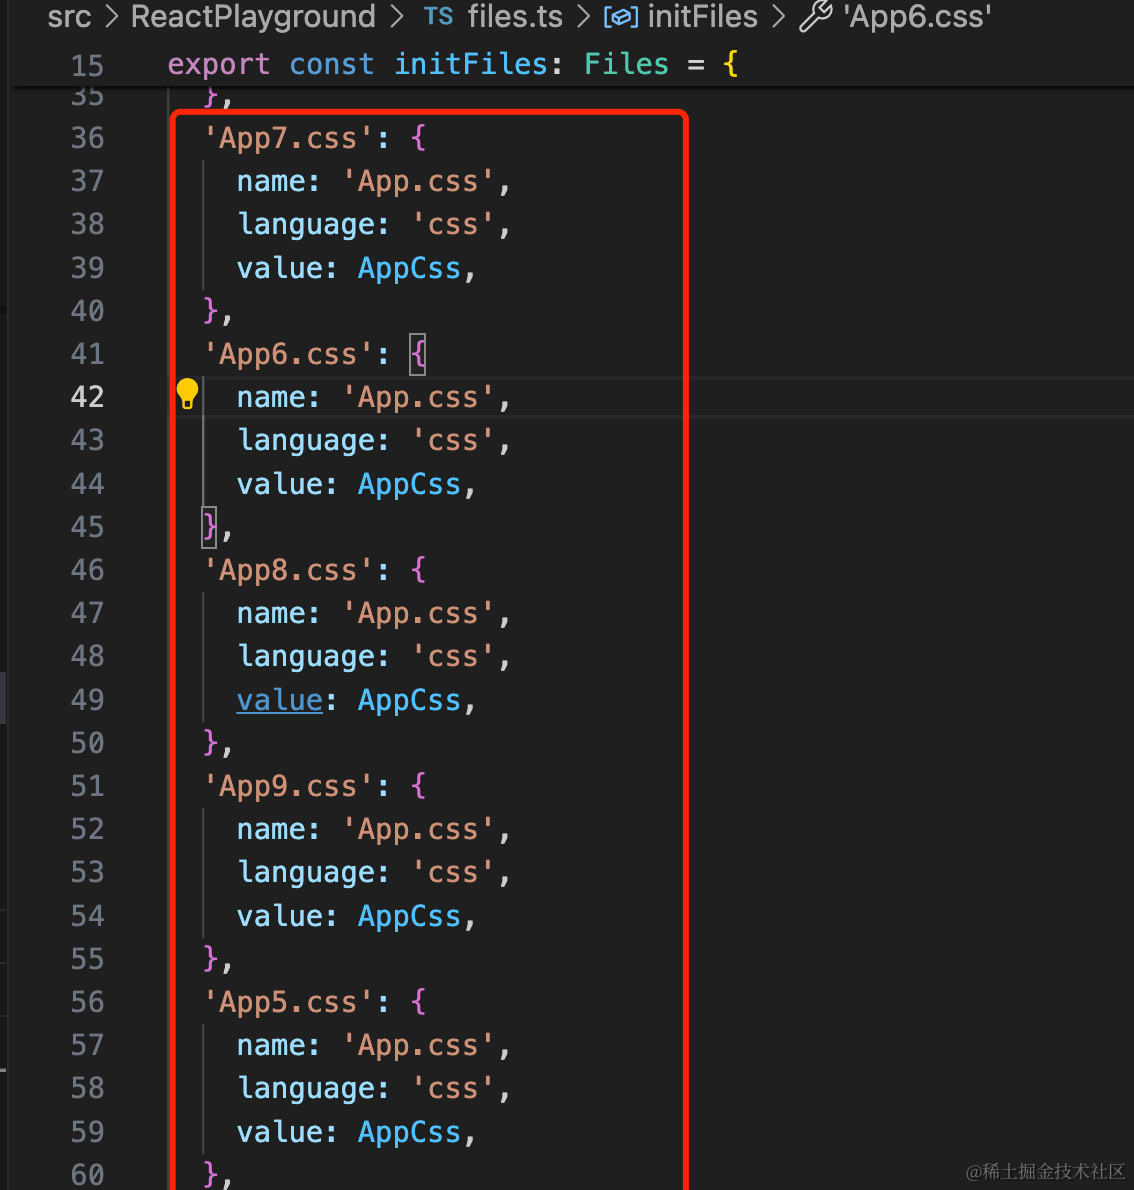 src > ReactPlayground > TS files.ts > initFiles > 'App6.css'
15 export const initFiles: Files = {
35 },
36 'App7.css': {
37 name: 'App.css',
38 language: 'css',
39 value: AppCss,
40 },
41 'App6.css': {
42 name: 'App.css',
43 language: 'css',
44 value: AppCss,
45 },
46 'App8.css': {
47 name: 'App.css',
48 language: 'css',
49 value: AppCss,
50 },
51 'App9.css': {
52 name: 'App.css',
53 language: 'css',
54 value: AppCss,
55 },
56 'App5.css': {
57 name: 'App.css',
58 language: 'css',
59 value: AppCss,
60 },
@稀土掘金技术社区